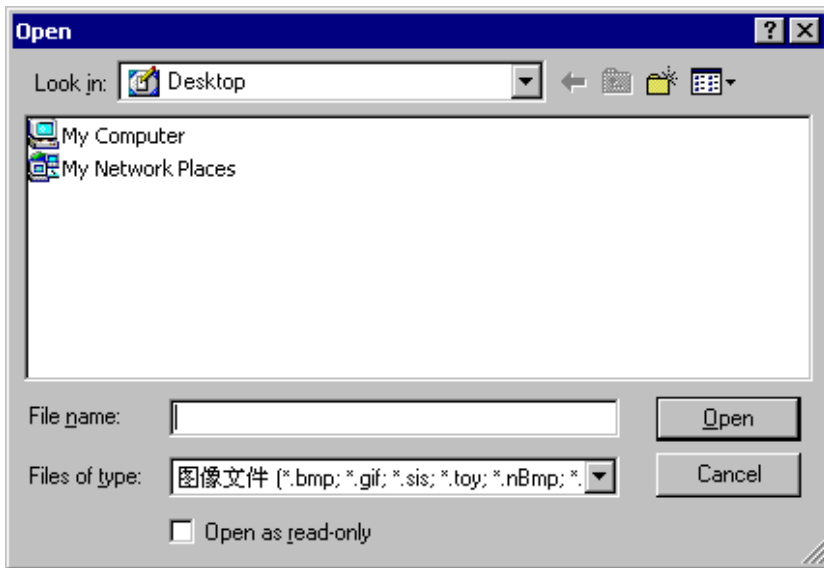 Open
Look in: Desktop
My Computer
My Network Places
File name:
Open
Files of type: 图像文件 (*.bmp; *.gif; *.sis; *.toy; *.nBmp; *.
Cancel
Open as read-only